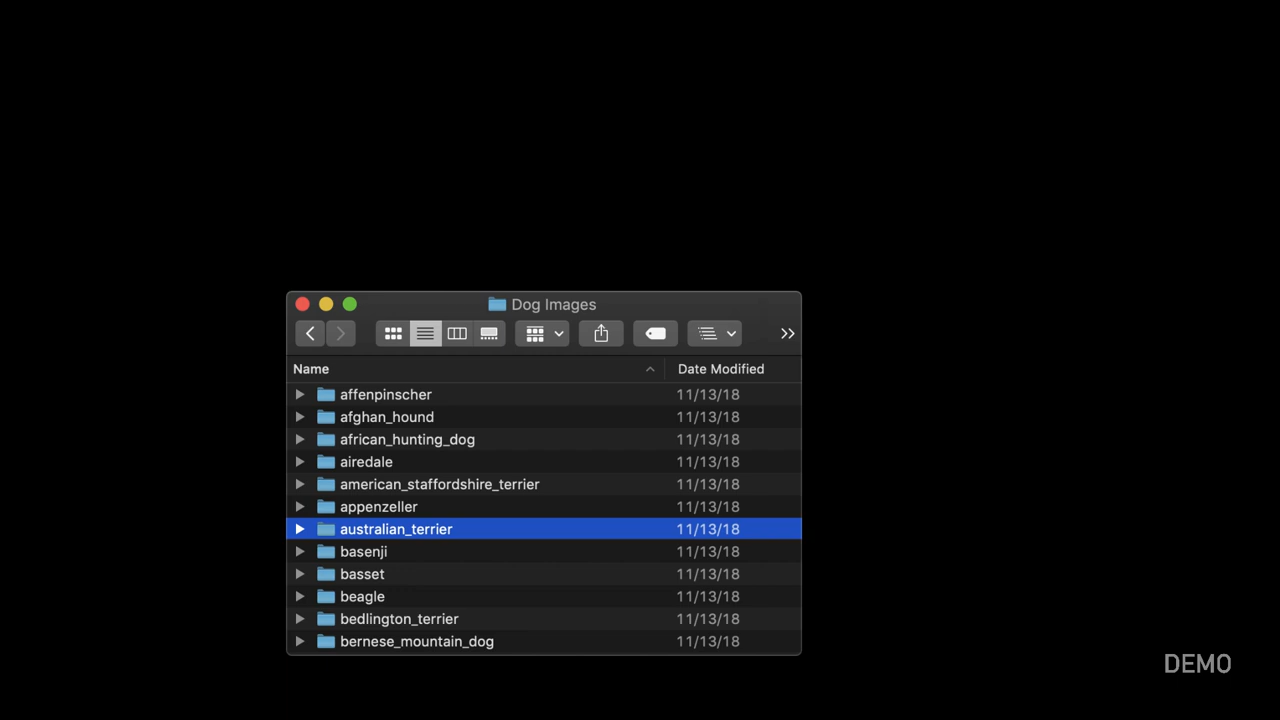 Dog Images
Name Date Modified
affenpinscher 11/13/18
afghan_hound 11/13/18
african_hunting_dog 11/13/18
airedale 11/13/18
american_staffordshire_terrier 11/13/18
appenzeller 11/13/18
australian_terrier 11/13/18
basenji 11/13/18
basset 11/13/18
beagle 11/13/18
bedlington_terrier 11/13/18
bernese_mountain_dog 11/13/18
DEMO